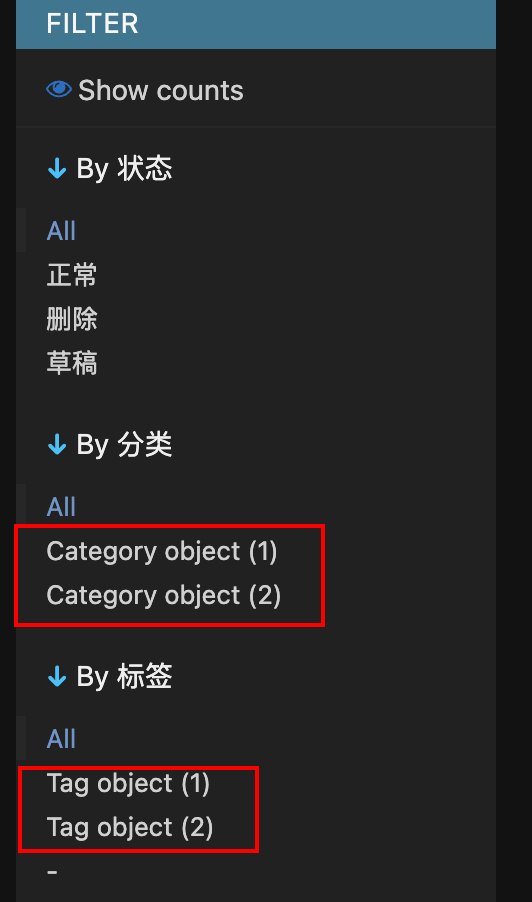 FILTER
Show counts
By 状态
All
正常
删除
草稿
By 分类
All
Category object (1)
Category object (2)
By 标签
All
Tag object (1)
Tag object (2)
-